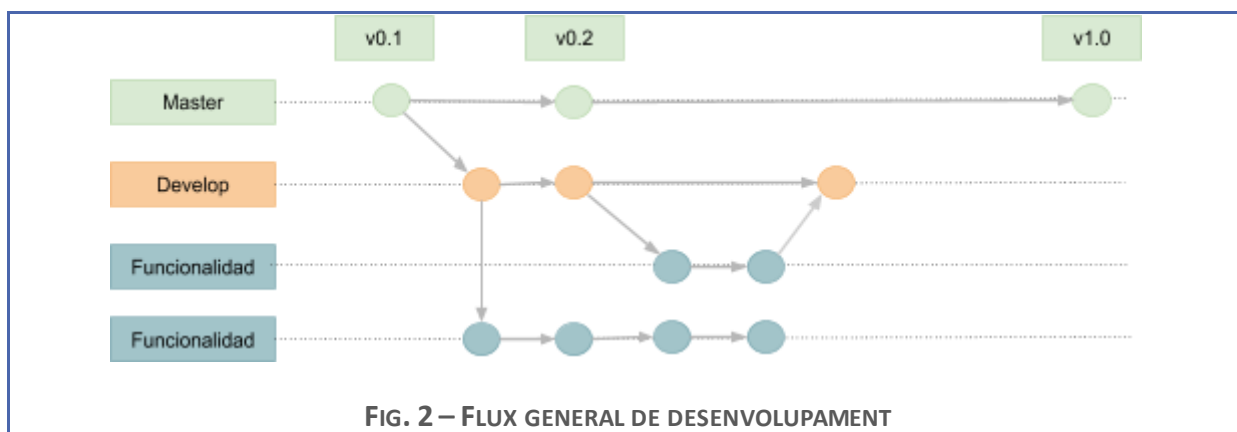 v0.1
v0.2
v1.0
Master
Develop
Funcionalidad
Funcionalidad
FIG. 2 – FLUX GENERAL DE DESENVOLUPAMENT